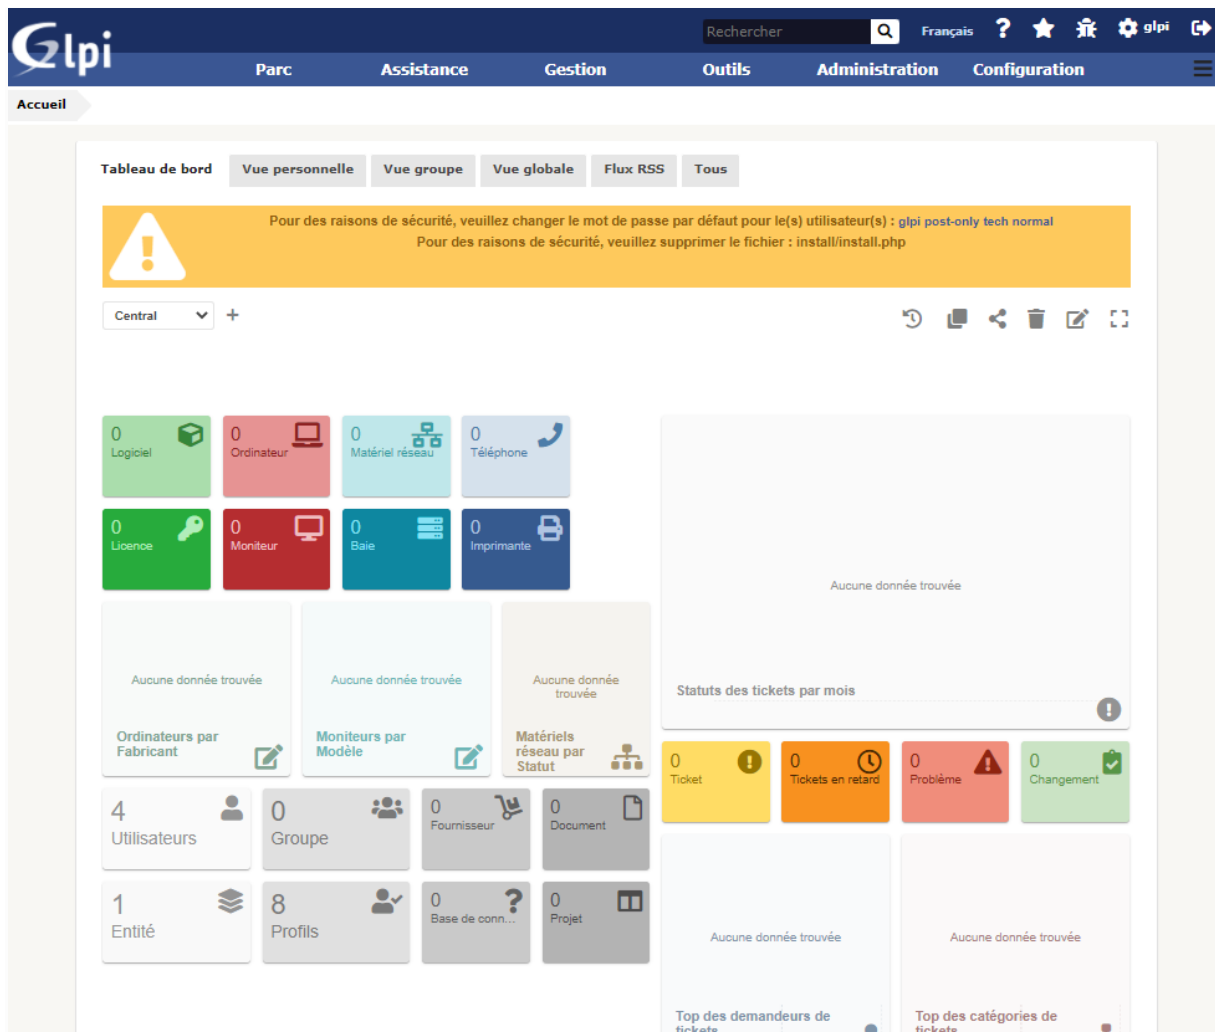 Glpi
Rechercher
Français
glpi
Parc Assistance Gestion Outils Administration Configuration
Accueil
Tableau de bord Vue personnelle Vue groupe Vue globale Flux RSS Tous
Pour des raisons de sécurité, veuillez changer le mot de passe par défaut pour le(s) utilisateur(s) : glpi post-only tech normal
Pour des raisons de sécurité, veuillez supprimer le fichier : install/install.php
Central
0
Logiciel
0
Ordinateur
0
Matériel réseau
0
Téléphone
0
Licence
0
Moniteur
0
Baie
0
Imprimante
Aucune donnée trouvée
Statuts des tickets par mois
Aucune donnée trouvée
Ordinateurs par
Fabricant
Aucune donnée trouvée
Moniteurs par
Modèle
Aucune donnée
trouvée
Matériels
réseau par
Statut
0
Ticket
0
Tickets en retard
0
Problème
0
Changement
4
Utilisateurs
0
Groupe
0
Fournisseur
0
Document
1
Entité
8
Profils
0
Base de conn...
0
Projet
Aucune donnée trouvée
Top des demandeurs de
tickets
Aucune donnée trouvée
Top des catégories de
tickets